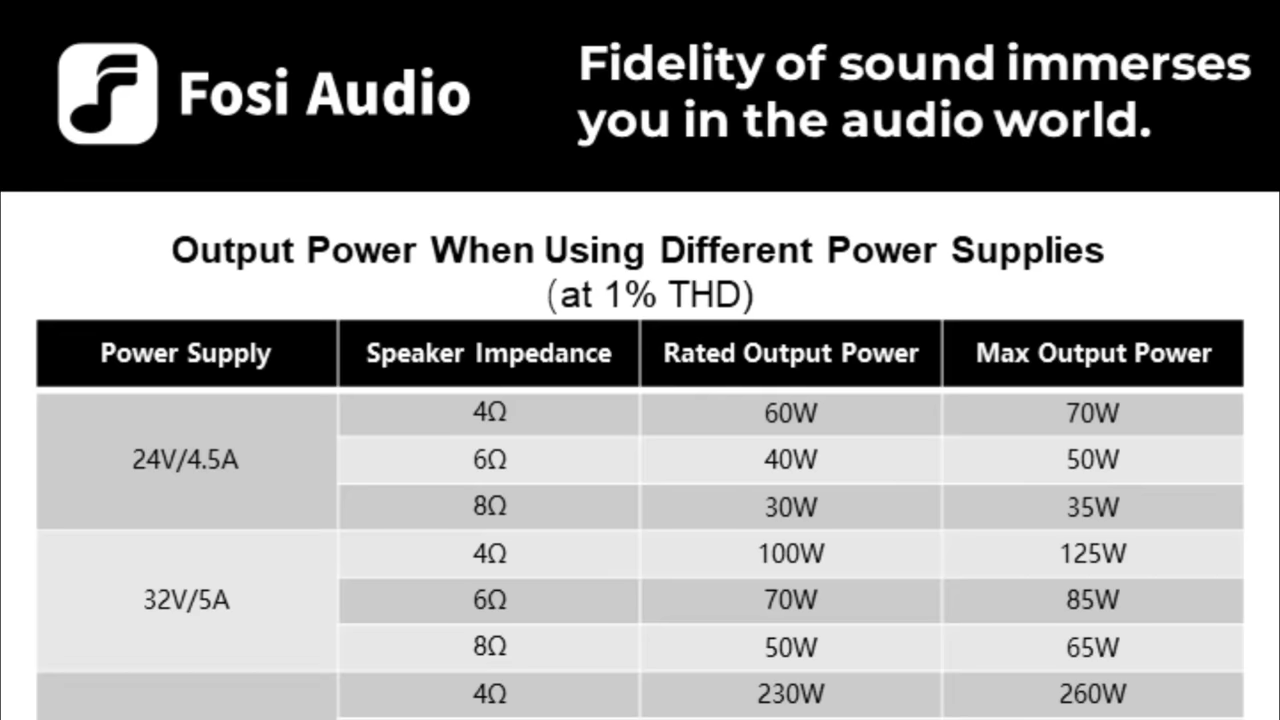 Fosi Audio
Fidelity of sound immerses
you in the audio world.
Output Power When Using Different Power Supplies
(at 1% THD)
Power Supply Speaker Impedance Rated Output Power Max Output Power
24V/4.5A
4Ω 60W 70W
6Ω 40W 50W
8Ω 30W 35W
32V/5A
4Ω 100W 125W
6Ω 70W 85W
8Ω 50W 65W
4Ω 230W 260W